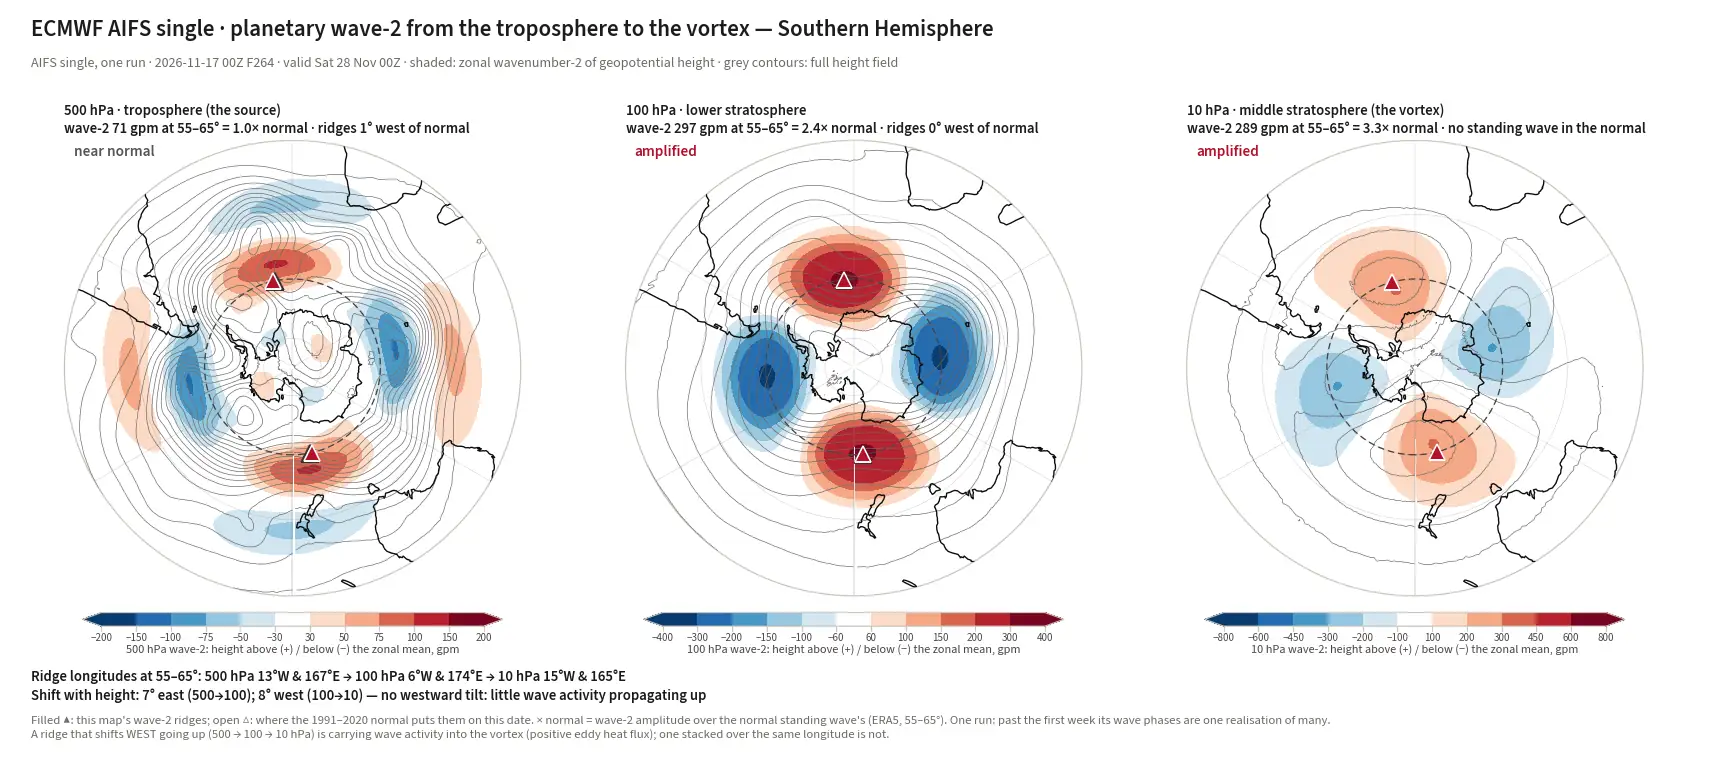 ECMWF AIFS single · planetary wave-2 from the troposphere to the vortex — Southern Hemisphere
AIFS single, one run · 2026-11-17 00Z F264 · valid Sat 28 Nov 00Z · shaded: zonal wavenumber-2 of geopotential height · grey contours: full height field
500 hPa · troposphere (the source)
wave-2 71 gpm at 55–65° = 1.0× normal · ridges 1° west of normal
near normal
100 hPa · lower stratosphere
wave-2 297 gpm at 55–65° = 2.4× normal · ridges 0° west of normal
amplified
10 hPa · middle stratosphere (the vortex)
wave-2 289 gpm at 55–65° = 3.3× normal · no standing wave in the normal
amplified
−200 −150 −100 −75 −50 −30 30 50 75 100 150 200
500 hPa wave-2: height above (+) / below (−) the zonal mean, gpm
−400 −300 −200 −150 −100 −60 60 100 150 200 300 400
100 hPa wave-2: height above (+) / below (−) the zonal mean, gpm
−800 −600 −450 −300 −200 −100 100 200 300 450 600 800
10 hPa wave-2: height above (+) / below (−) the zonal mean, gpm
Ridge longitudes at 55–65°: 500 hPa 13°W & 167°E → 100 hPa 6°W & 174°E → 10 hPa 15°W & 165°E
Shift with height: 7° east (500→100); 8° west (100→10) — no westward tilt: little wave activity propagating up
Filled ▲: this map's wave-2 ridges; open △: where the 1991–2020 normal puts them on this date. × normal = wave-2 amplitude over the normal standing wave's (ERA5, 55–65°). One run: past the first week its wave phases are one realisation of many.
A ridge that shifts WEST going up (500 → 100 → 10 hPa) is carrying wave activity into the vortex (positive eddy heat flux); one stacked over the same longitude is not.